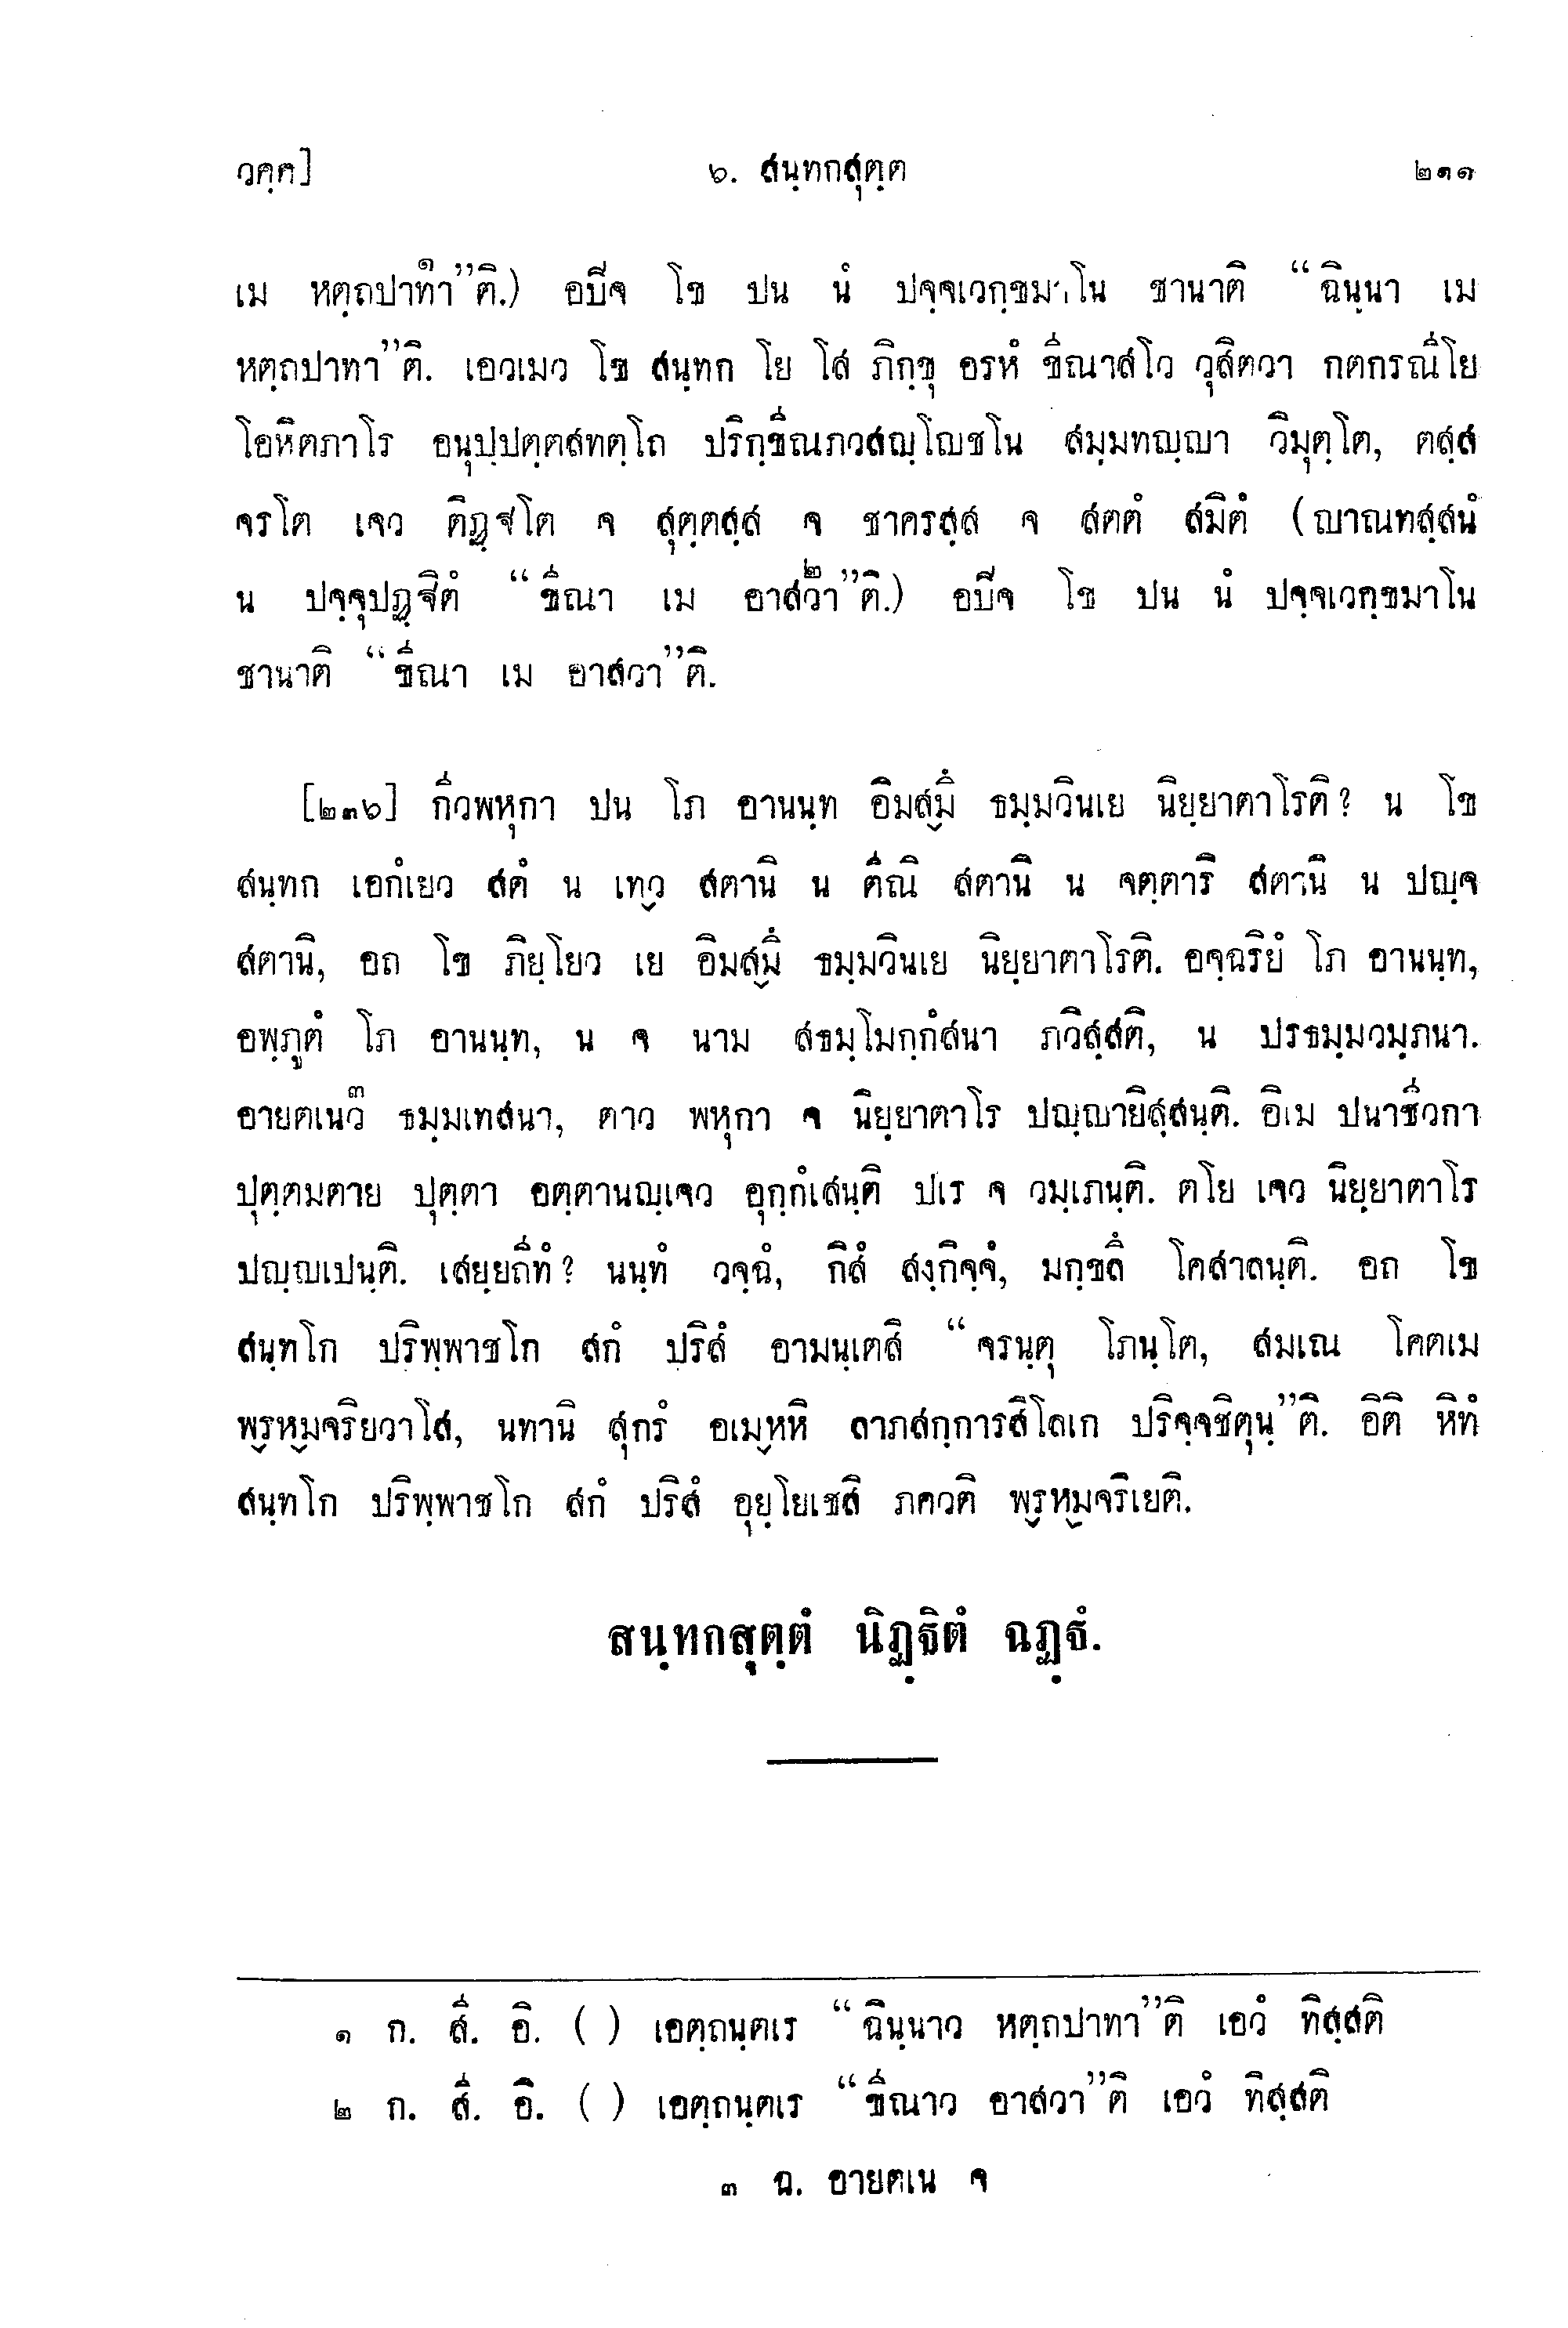 วคฺค]
๖. สนฺทกสุตฺต
๒๑๑
เม หตฺถปาทา๑”ติ.) อปิจ โข ปน นํ ปจฺจเวกฺขมาโน ชานาติ “ฉินฺนา เม
หตฺถปาทา”ติ. เอวเมว โข สนฺทก โย โส ภิกฺขุ อรหํ ขีณาสโว วุสิตวา กตกรณีโย
โอหิตภาโร อนุปฺปตฺตสทตฺโถ ปริกฺขีณภวสญฺโญชโน สมฺมทญฺญา วิมุตฺโต, ตสฺส
จรโต เจว ติฏฺฐโต จ สุตฺตสฺส จ ชาครสฺส จ สตตํ สมิตํ (ญาณทสฺสนํ
น ปจฺจุปฏฺฐิตํ “ขีณา เม อาสวา๒”ติ.) อปิจ โข ปน นํ ปจฺจเวกฺขมาโน
ชานาติ “ขีณา เม อาสวา”ติ.
[๒๓๖] กีวพหุกา ปน โภ อานนฺท อิมสฺมึ ธมฺมวินเย นิยฺยาตาโรติ? น โข
สนฺทก เอกํเยว สตํ น เทฺว สตานิ น ตีณิ สตานิ น จตฺตาริ สตานิ น ปญฺจ
สตานิ, อถ โข ภิยฺโยว เย อิมสฺมึ ธมฺมวินเย นิยฺยาตาโรติ. อจฺฉริยํ โภ อานนฺท,
อพฺภูตํ โภ อานนฺท, น จ นาม สธมฺโมกฺกํสนา ภวิสฺสติ, น ปรธมฺมวมฺภนา.
อายตเนว๓ ธมฺมเทสนา, ตาว พหุกา จ นิยฺยาตาโร ปญฺญายิสฺสนฺติ. อิเม ปนาชีวกา
ปุตฺตมตาย ปุตฺตา อตฺตานญฺเจว อุกฺกํเสนฺติ ปเร จ วมฺเภนฺติ. ตโย เจว นิยฺยาตาโร
ปญฺญเปนฺติ. เสยฺยถีทํ? นนฺทํ วจฺฉํ, กิสํ สงฺกิจฺจํ, มกฺขลึ โคสาลนฺติ. อถ โข
สนฺทโก ปริพฺพาชโก สกํ ปริสํ อามนฺเตสิ “จรนฺตุ โภนฺโต, สมเณ โคตเม
พฺรหฺมจริยวาโส, นทานิ สุกรํ อเมฺหหิ ลาภสกฺการสิโลเก ปริจฺจชิตุนฺ”ติ. อิติ หิทํ
สนฺทโก ปริพฺพาชโก สกํ ปริสํ อุยฺโยเชสิ ภควติ พฺรหฺมจริเยติ.
สนฺทกสุตฺตํ นิฏฺฐิตํ ฉฏฺฐํ.
๑ ก. สี. อิ. ( ) เอตฺถนฺตเร “ฉินฺนาว หตฺถปาทา”ติ เอวํ ทิสฺสติ
๒ ก. สี. อิ. ( ) เอตฺถนฺตเร “ขีณาว อาสวา”ติ เอวํ ทิสฺสติ
๓ ฉ. อายตเน จ